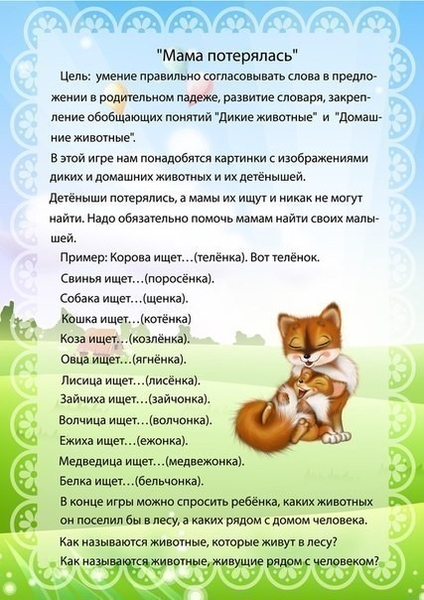 "Мама потерялась"
Цель: умение правильно согласовывать слова в предло-
жении в родительном падеже, развитие словаря, закреп-
ление обобщающих понятий "Дикие животные" и "Домаш-
ние животные".
В этой игре нам понадобятся картинки с изображениями
диких и домашних животных и их детёнышей.
Детёныши потерялись, а мамы их ищут и никак не могут
найти. Надо обязательно помочь мамам найти своих малы-
шей.
Пример: Корова ищет…(телёнка). Вот телёнок.
Свинья ищет…(поросёнка).
Собака ищет…(щенка).
Кошка ищет…(котёнка)
Коза ищет…(козлёнка).
Овца ищет…(ягнёнка).
Лисица ищет…(лисёнка).
Зайчиха ищет…(зайчонка).
Волчица ищет…(волчонка).
Ежиха ищет…(ежонка).
Медведица ищет…(медвежонка).
Белка ищет…(бельчонка).
В конце игры можно спросить ребёнка, каких животных
он поселил бы в лесу, а каких рядом с домом человека.
Как называются животные, которые живут в лесу?
Как называются животные, живущие рядом с человеком?